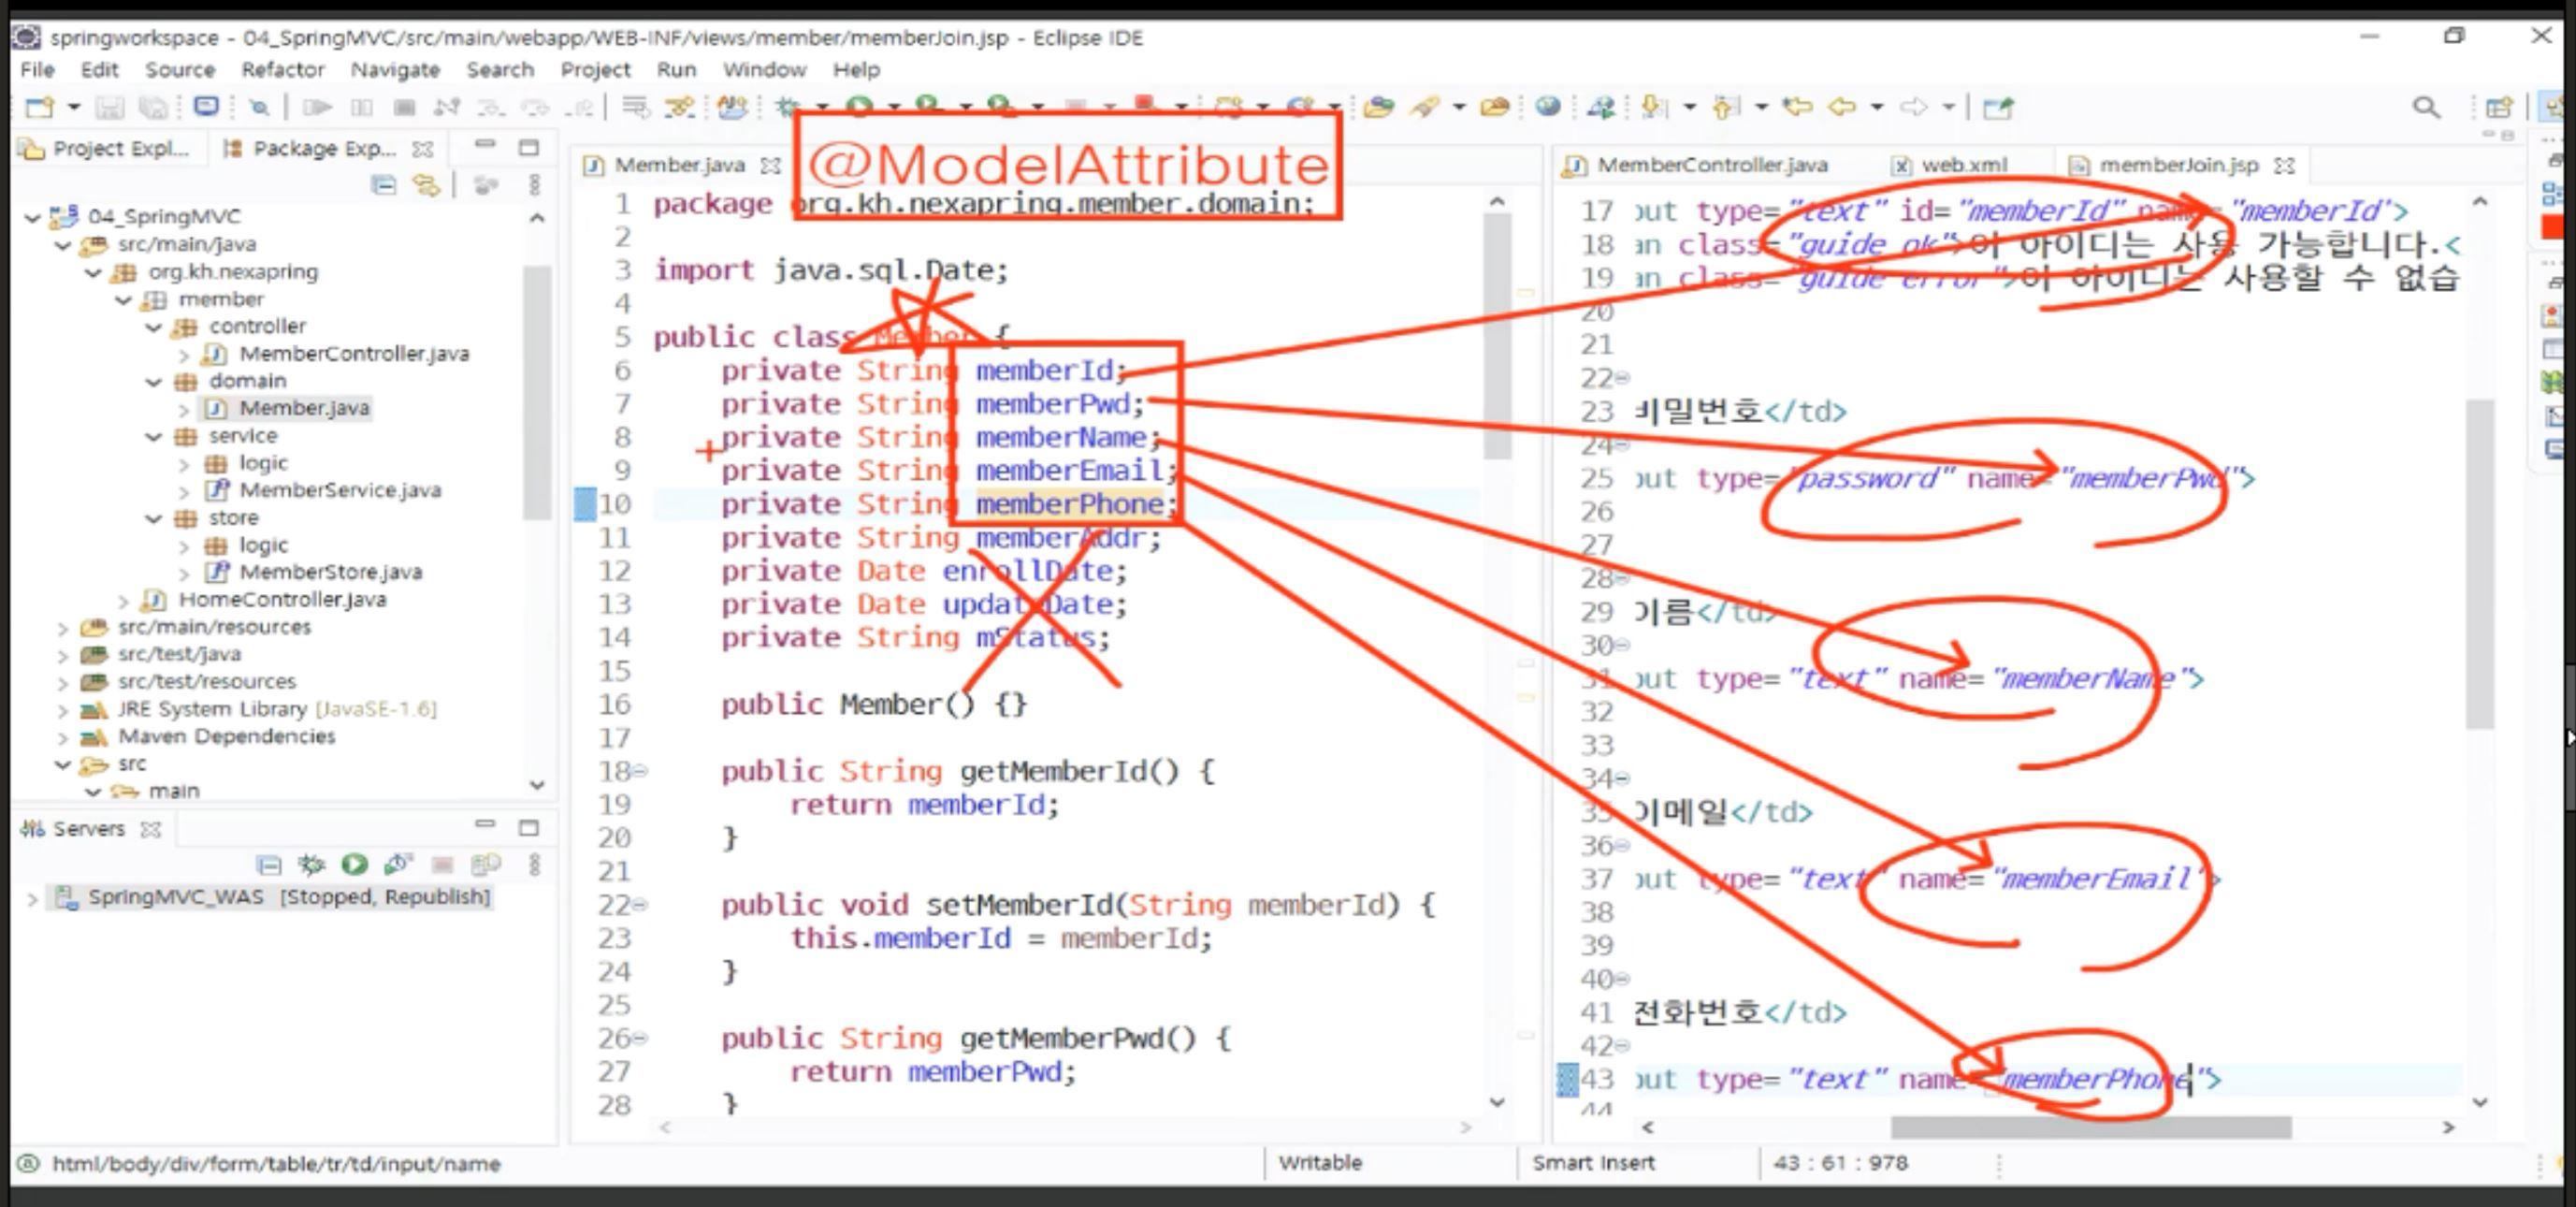 springworkspace - 04_SpringMVC/src/main/webapp/WEB-INF/views/member/memberJoin.jsp - Eclipse IDE
File Edit Source Refactor Navigate Search Project Run Window Help
Project Expl...
Package Exp...
04_SpringMVC
src/main/java
org.kh.nexapring
member
controller
MemberController.java
domain
Member.java
service
logic
MemberService.java
store
logic
MemberStore.java
HomeController.java
src/main/resources
src/test/java
src/test/resources
JRE System Library [JavaSE-1.6]
Maven Dependencies
src
main
Servers
SpringMVC_WAS [Stopped, Republish]
Member.java
@ModelAttribute
1 package org.kh.nexapring.member.domain;
2
3 import java.sql.Date;
4
5 public class Member {
6 private String memberId;
7 private String memberPwd;
8 private String memberName;
9 private String memberEmail;
10 private String memberPhone;
11 private String memberAddr;
12 private Date enrollDate;
13 private Date updateDate;
14 private String mStatus;
15
16 public Member() {}
17
18 public String getMemberId() {
19 return memberId;
20 }
21
22 public void setMemberId(String memberId) {
23 this.memberId = memberId;
24 }
25
26 public String getMemberPwd() {
27 return memberPwd;
28 }
MemberController.java
web.xml
memberJoin.jsp
17 out type="text" id="memberId" name="memberId">
18 an class="guide ok">이 아이디는 사용 가능합니다.<
19 an class="guide error">이 아이디는 사용할 수 없습
20
21
22
23 비밀번호</td>
24
25 out type="password" name="memberPwd">
26
27
28
29 이름</td>
30
31 out type="text" name="memberName">
32
33
34
35 이메일</td>
36
37 out type="text" name="memberEmail">
38
39
40
41 전화번호</td>
42
43 out type="text" name="memberPhone">
44
html/body/div/form/table/tr/td/input/name
Writable
Smart Insert
43 : 61 : 978